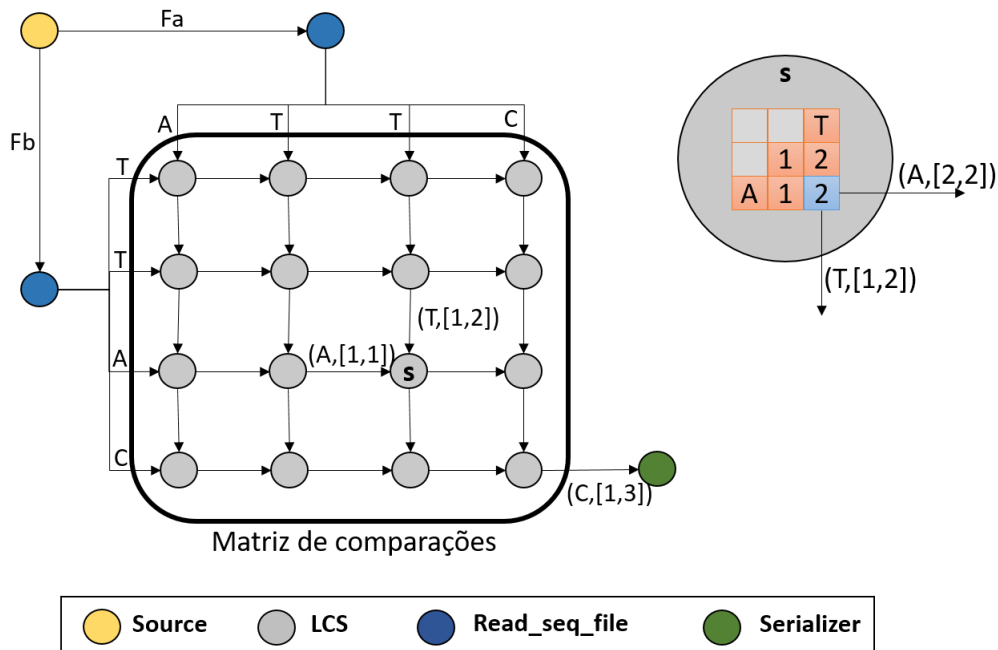 Fa
s
A T T C
Fb
T
T
1 2
(A,[2,2])
A 1 2
T
(T,[1,2])
(T,[1,2])
A
(A,[1,1])
s
C
(C,[1,3])
Matriz de comparações
Source LCS Read_seq_file Serializer